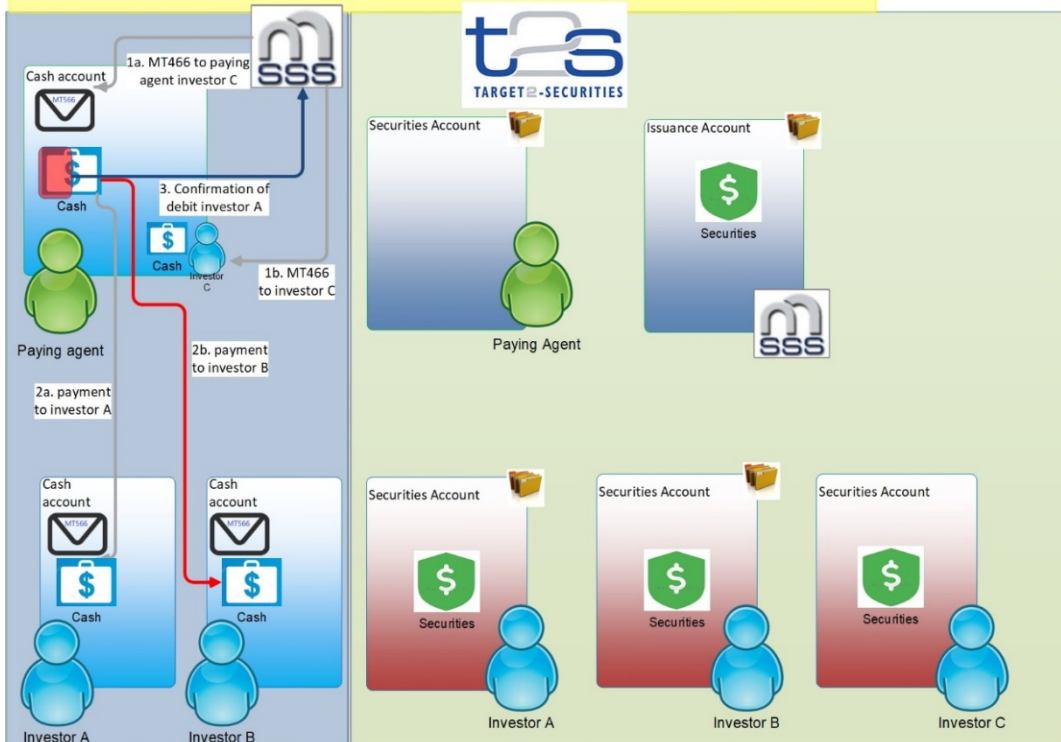 m
sss
1a. MT466 to paying
agent investor C
Cash account
MT566
Cash
3. Confirmation of
debit investor A
Cash
Investor
C
1b. MT466
to investor C
Paying agent
2b. payment
to investor B
2a. payment
to investor A
Cash
account
MT566
Cash
Investor A
Cash
account
MT566
Cash
Investor B
t2s
TARGET2-SECURITIES
Securities Account
Paying Agent
Issuance Account
Securities
m
sss
Securities Account
Securities
Investor A
Securities Account
Securities
Investor B
Securities Account
Securities
Investor C